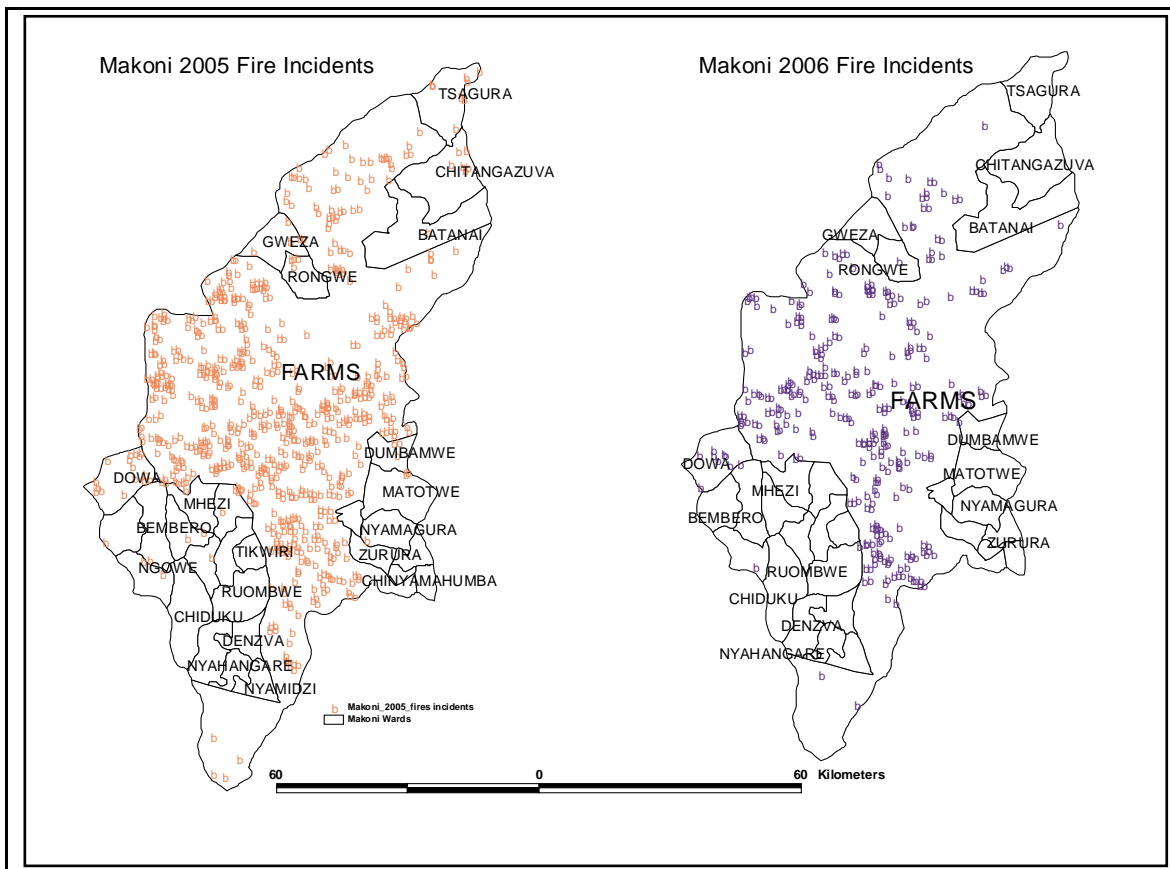 Makoni 2005 Fire Incidents
TSAGURA
CHITANGAZUVA
BATANAI
GWEZA
RONGWE
FARMS
DUMBAMWE
DOWA
MATOTWE
MHEZI
BEMBERO
NYAMAGURA
TIKWIRI
ZURURA
NGOWE
CHINYAMAHUMBA
RUOMBWE
CHIDUKU
DENZVA
NYAHANGARE
NYAMIDZI
b Makoni_2005_fires incidents
Makoni Wards
Makoni 2006 Fire Incidents
TSAGURA
CHITANGAZUVA
BATANAI
GWEZA
RONGWE
FARMS
DUMBAMWE
DOWA
MATOTWE
MHEZI
NYAMAGURA
BEMBERO
ZURURA
RUOMBWE
CHIDUKU
DENZVA
NYAHANGARE
60 0 60 Kilometers